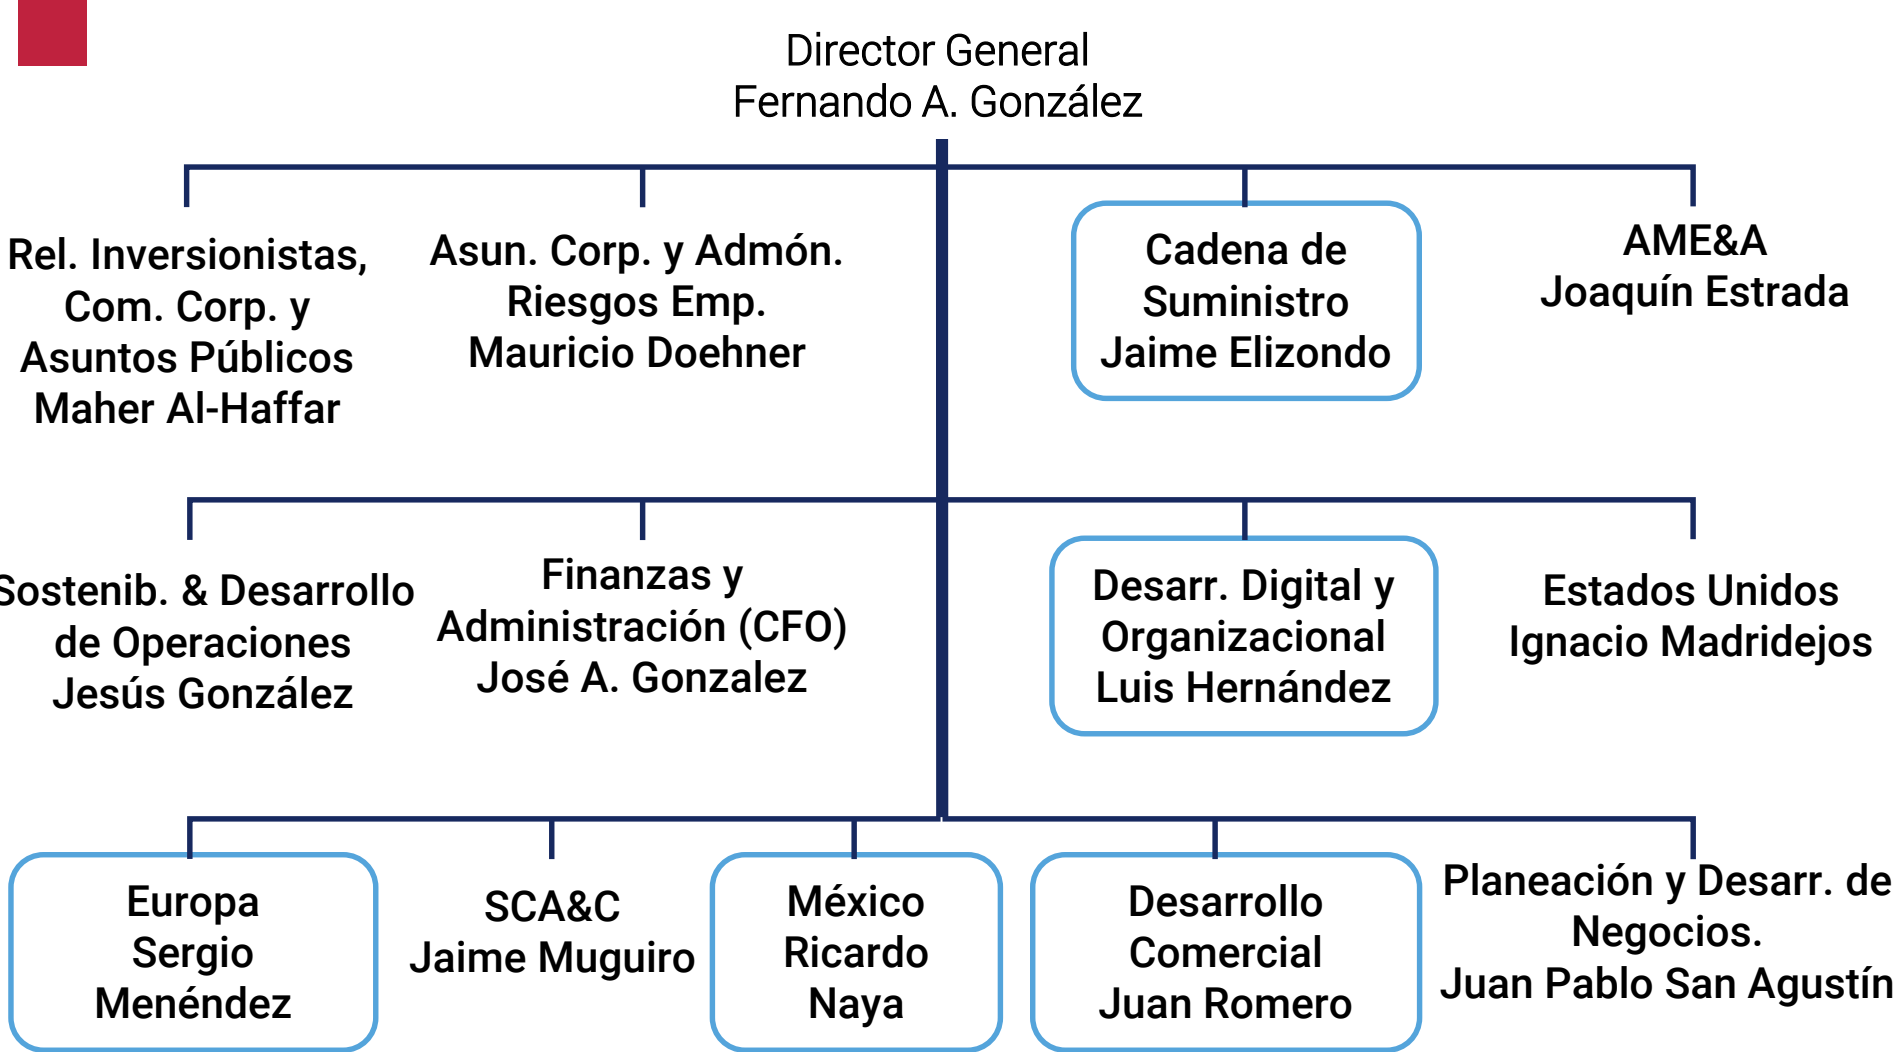 Director General
Fernando A. González
Rel. Inversionistas,
Com. Corp. y
Asuntos Públicos
Maher Al-Haffar
Asun. Corp. y Admón.
Riesgos Emp.
Mauricio Doehner
Cadena de
Suministro
Jaime Elizondo
AME&A
Joaquín Estrada
Sostenib. & Desarrollo
de Operaciones
Jesús González
Finanzas y
Administración (CFO)
José A. Gonzalez
Desarr. Digital y
Organizacional
Luis Hernández
Estados Unidos
Ignacio Madridejos
Europa
Sergio
Menéndez
SCA&C
Jaime Muguiro
México
Ricardo
Naya
Desarrollo
Comercial
Juan Romero
Planeación y Desarr. de
Negocios.
Juan Pablo San Agustín